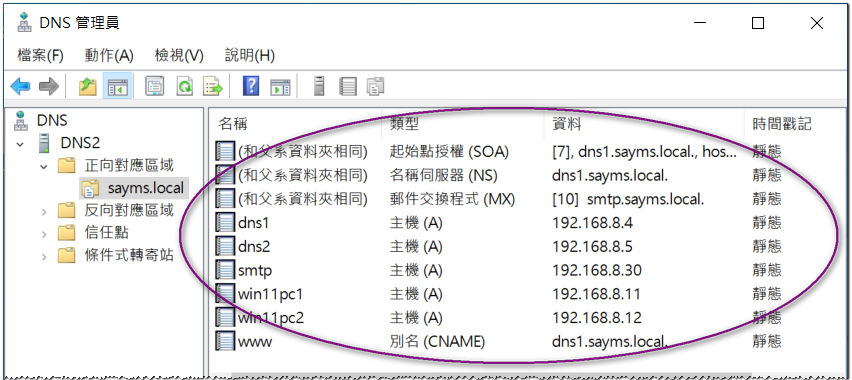 DNS 管理員
檔案(F) 動作(A) 檢視(V) 說明(H)
DNS
DNS2
正向對應區域
sayms.local
反向對應區域
信任點
條件式轉寄站
名稱 類型 資料 時間戳記
(和父系資料夾相同) 起始點授權 (SOA) [7], dns1.sayms.local., hos... 靜態
(和父系資料夾相同) 名稱伺服器 (NS) dns1.sayms.local. 靜態
(和父系資料夾相同) 郵件交換程式 (MX) [10] smtp.sayms.local. 靜態
dns1 主機 (A) 192.168.8.4 靜態
dns2 主機 (A) 192.168.8.5 靜態
smtp 主機 (A) 192.168.8.30 靜態
win11pc1 主機 (A) 192.168.8.11 靜態
win11pc2 主機 (A) 192.168.8.12 靜態
www 別名 (CNAME) dns1.sayms.local. 靜態